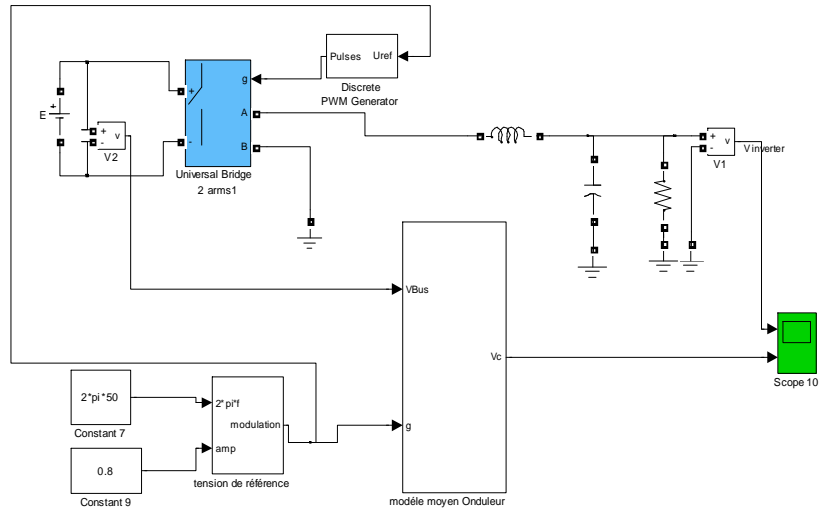 Pulses
Uref
Discrete
PWM Generator
g
+
A
-
B
Universal Bridge
2 arms1
E
+
+
-
v
V2
+
-
v
V1
V inverter
VBus
Vc
g
modéle moyen Onduleur
Scope 10
2*pi*50
Constant 7
0.8
Constant 9
2*pi*f
modulation
amp
tension de référence